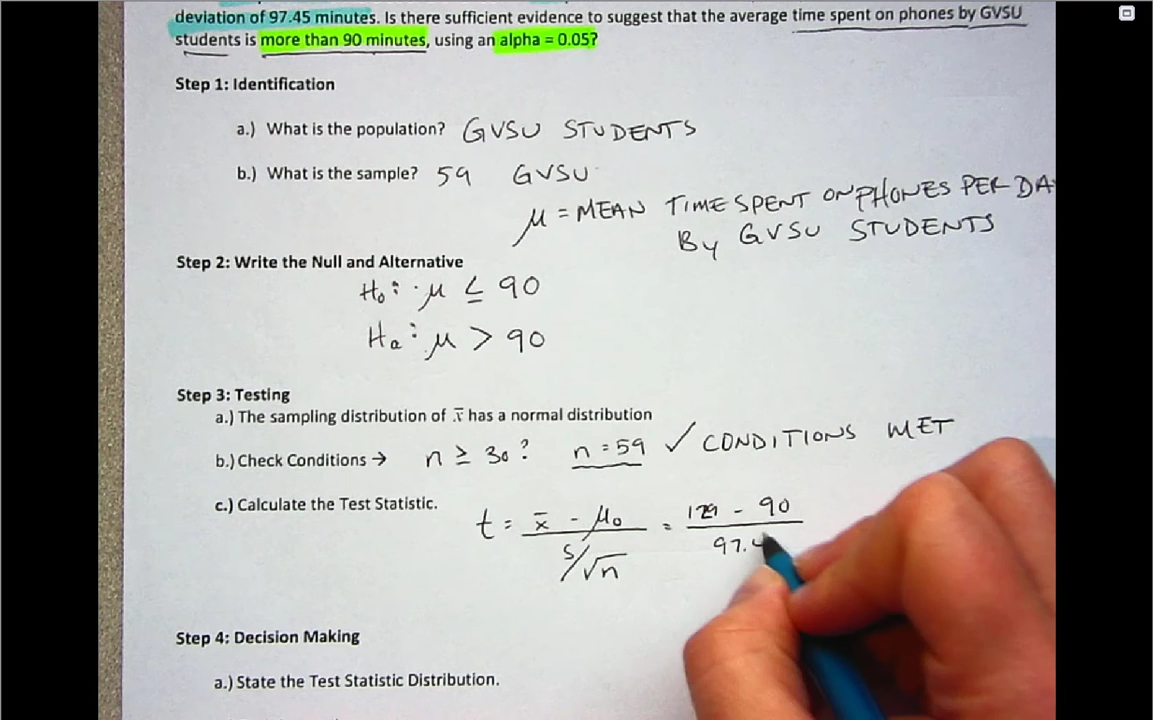 deviation of 97.45 minutes. Is there sufficient evidence to suggest that the average time spent on phones by GVSU
students is more than 90 minutes, using an alpha = 0.05?
Step 1: Identification
a.) What is the population? GVSU STUDENTS
b.) What is the sample? 59 GVSU
μ = MEAN TIME SPENT ON PHONES PER DA
By GVSU STUDENTS
Step 2: Write the Null and Alternative
H₀: μ ≤ 90
Hₐ: μ > 90
Step 3: Testing
a.) The sampling distribution of x̄ has a normal distribution
b.) Check Conditions → n ≥ 30? n = 59 ✓ CONDITIONS MET
c.) Calculate the Test Statistic.
t = x̄ - μ₀ / s/√n = 129 - 90 / 97.4
Step 4: Decision Making
a.) State the Test Statistic Distribution.